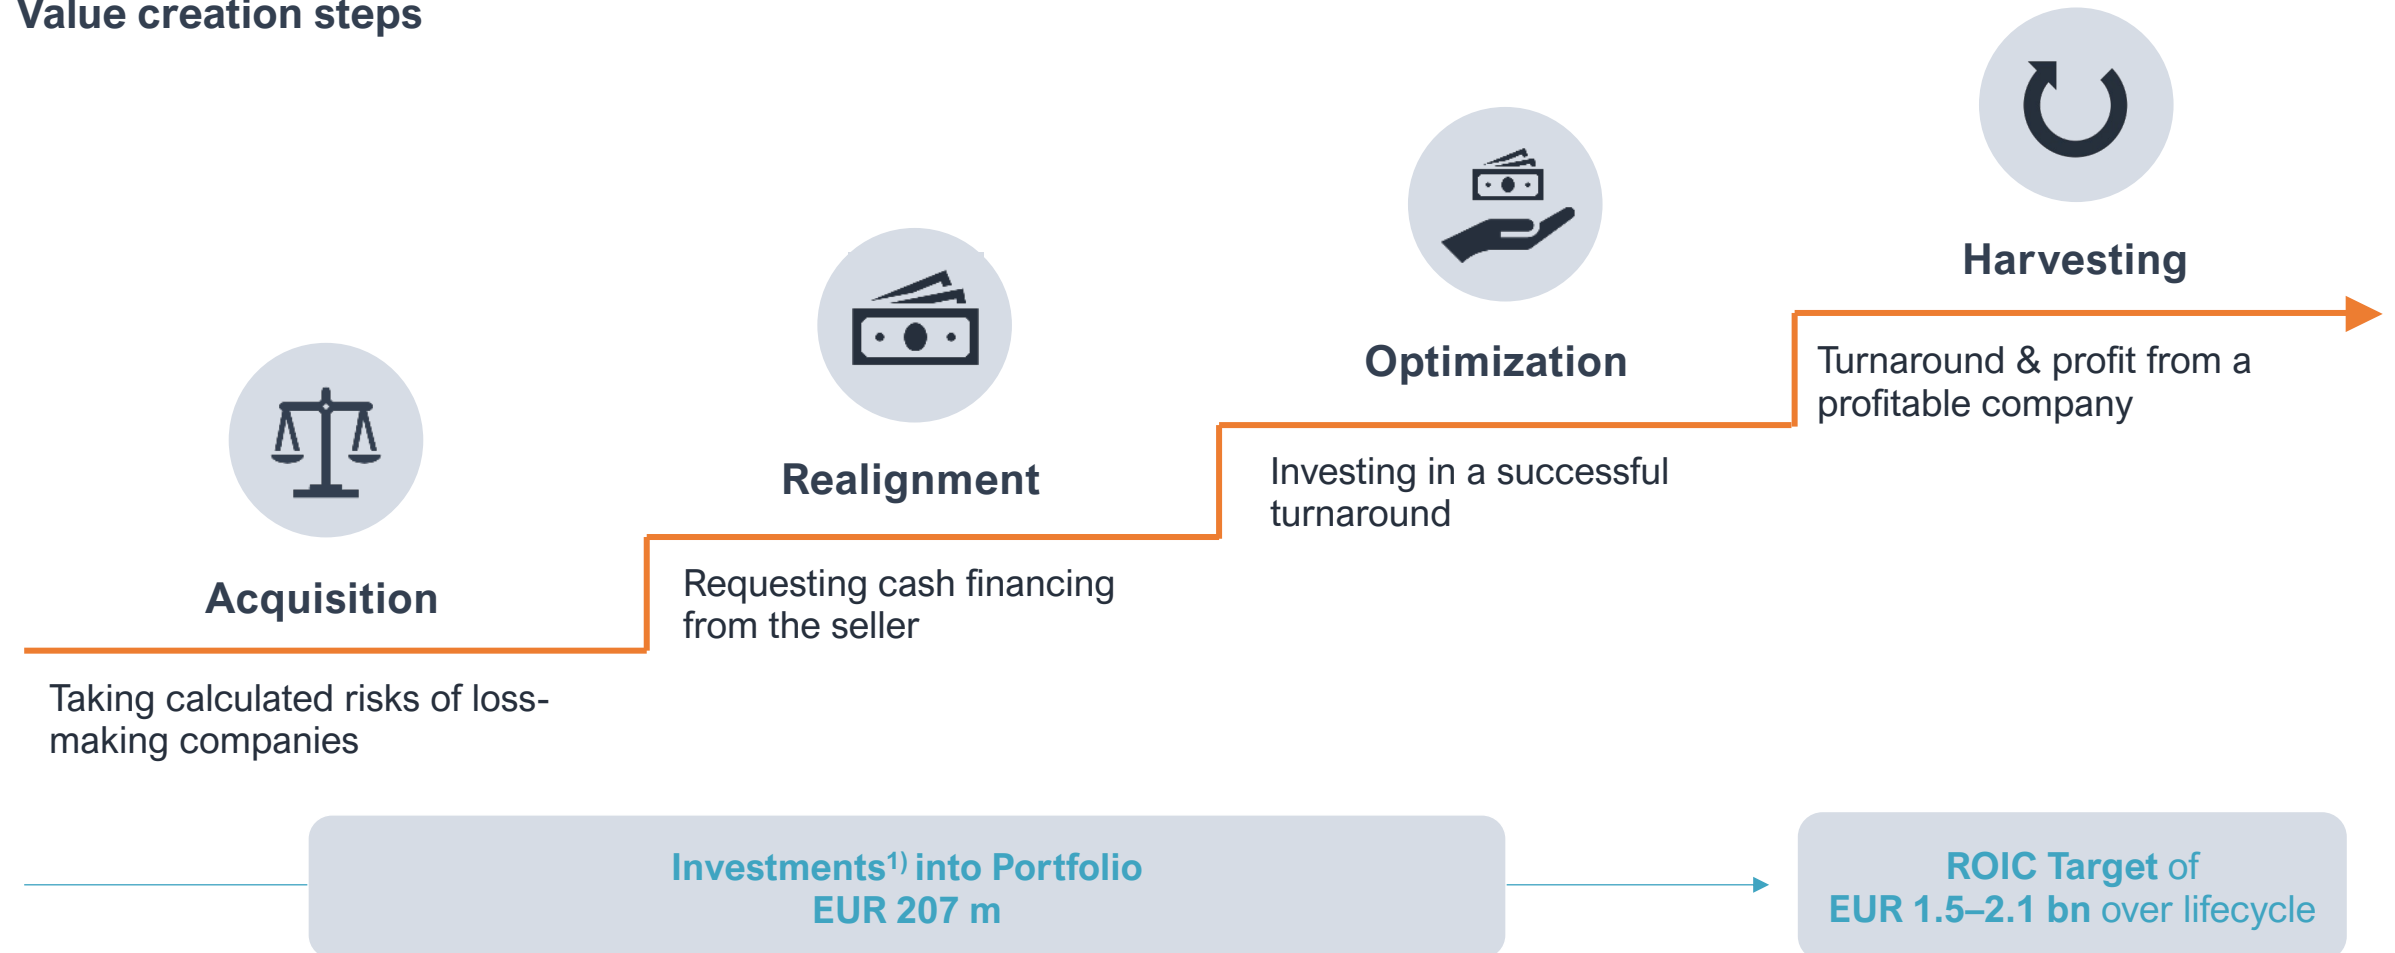 Value creation steps
Harvesting
Turnaround & profit from a
profitable company
Optimization
Investing in a successful
turnaround
Realignment
Requesting cash financing
from the seller
Acquisition
Taking calculated risks of loss-
making companies
Investments¹⁾ into Portfolio
EUR 207 m
ROIC Target of
EUR 1.5–2.1 bn over lifecycle